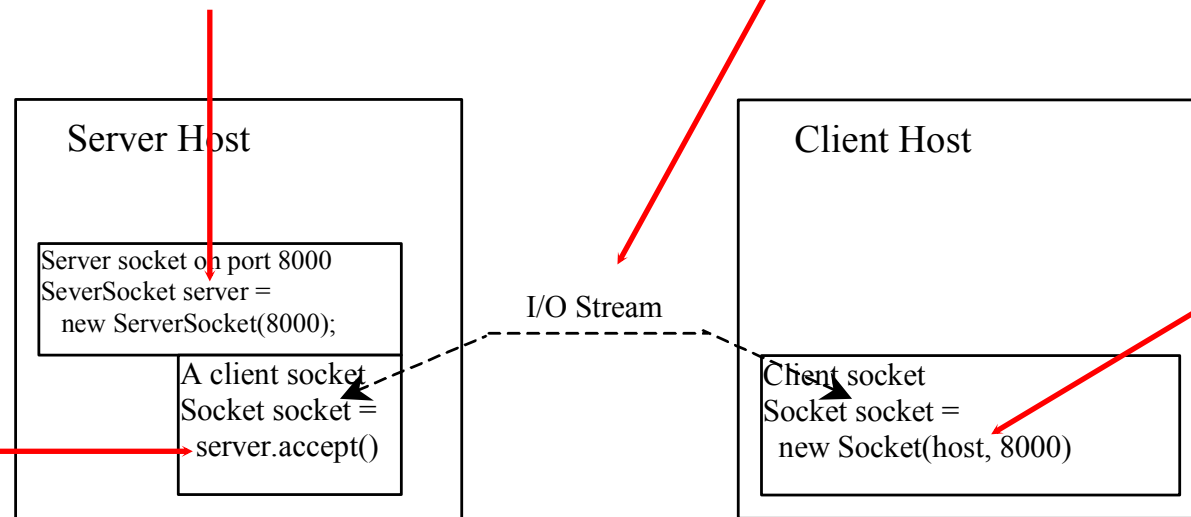 Server Host
Server socket on port 8000
SeverSocket server =
new ServerSocket(8000);
A client socket
Socket socket =
server.accept()
I/O Stream
Client Host
Client socket
Socket socket =
new Socket(host, 8000)